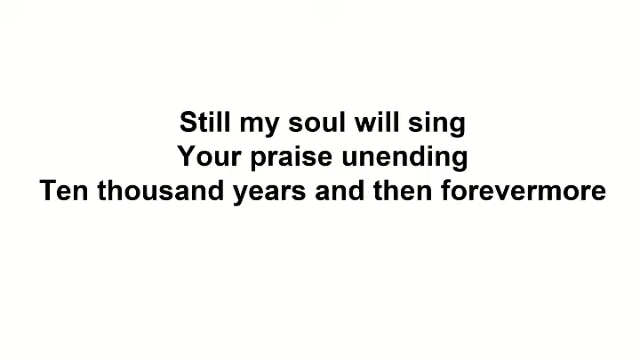 Still my soul will sing
Your praise unending
Ten thousand years and then forevermore